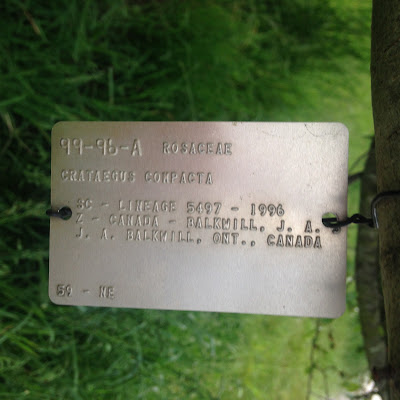 99-96-A ROSACEAE
CRATAEGUS COMPACTA
SC - LINEAGE 5497 - 1996
Z - CANADA - BALKWILL, J. A.
J. A. BALKWILL, ONT., CANADA
59 - NE